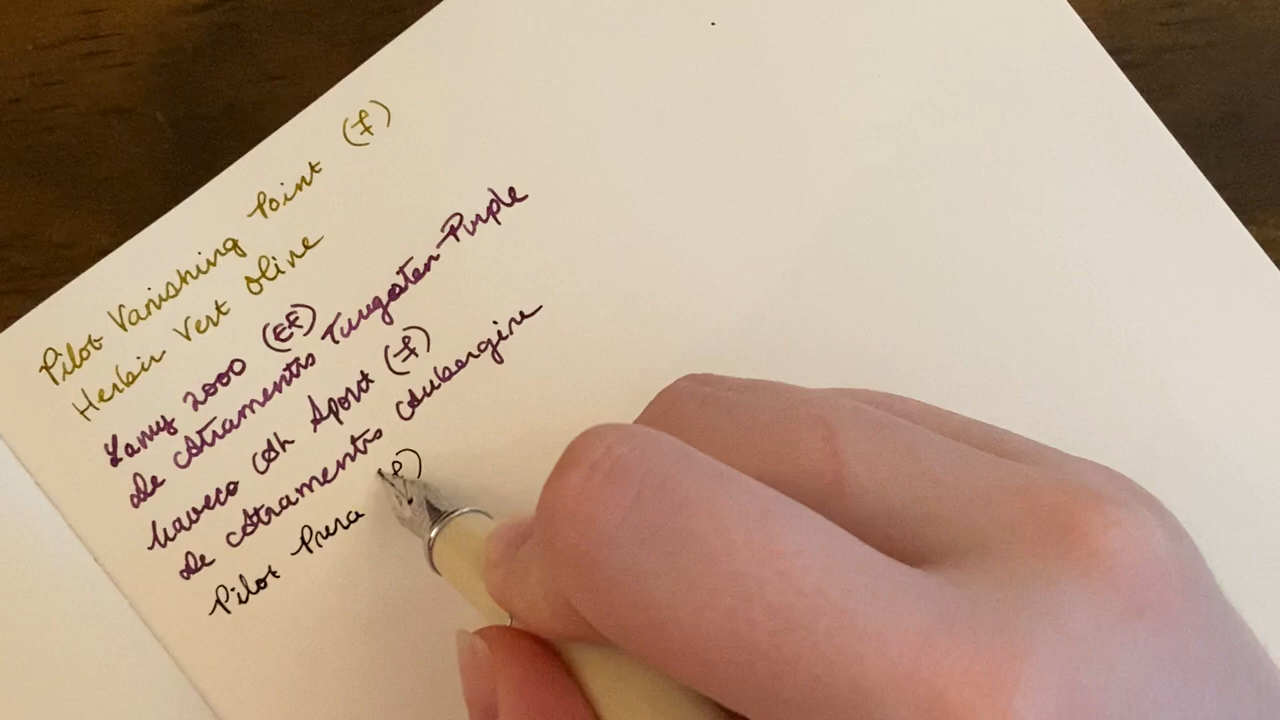 Pilot Vanishing Point (f)
Herbin Vert Olive
Lamy 2000 (EF)
De Atramentis Tungsten-Purple
Kaweco Ash Sport (f)
De Atramentis Aubergine
Pilot Prera (f)